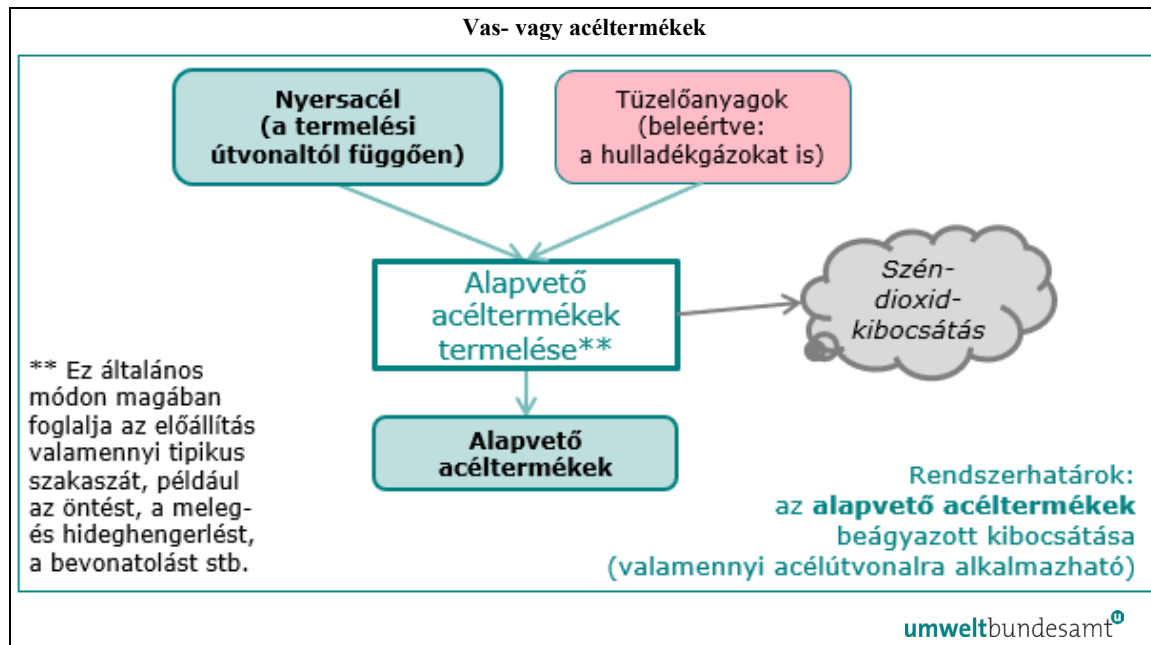 Vas- vagy acéltermékek
Nyersacél
(a termelési
útvonaltól függően)
Tüzelőanyagok
(beleértve:
a hulladékgázokat is)
Alapvető
acéltermékek
termelése**
Szén-
dioxid-
kibocsátás
** Ez általános
módon magában
foglalja az előállítás
valamennyi tipikus
szakaszát, például
az öntést, a meleg-
és hideghengerlést,
a bevonatolást stb.
Alapvető
acéltermékek
Rendszerhatárok:
az alapvető acéltermékek
beágyazott kibocsátása
(valamennyi acélútvonalra alkalmazható)
umweltbundesamt u